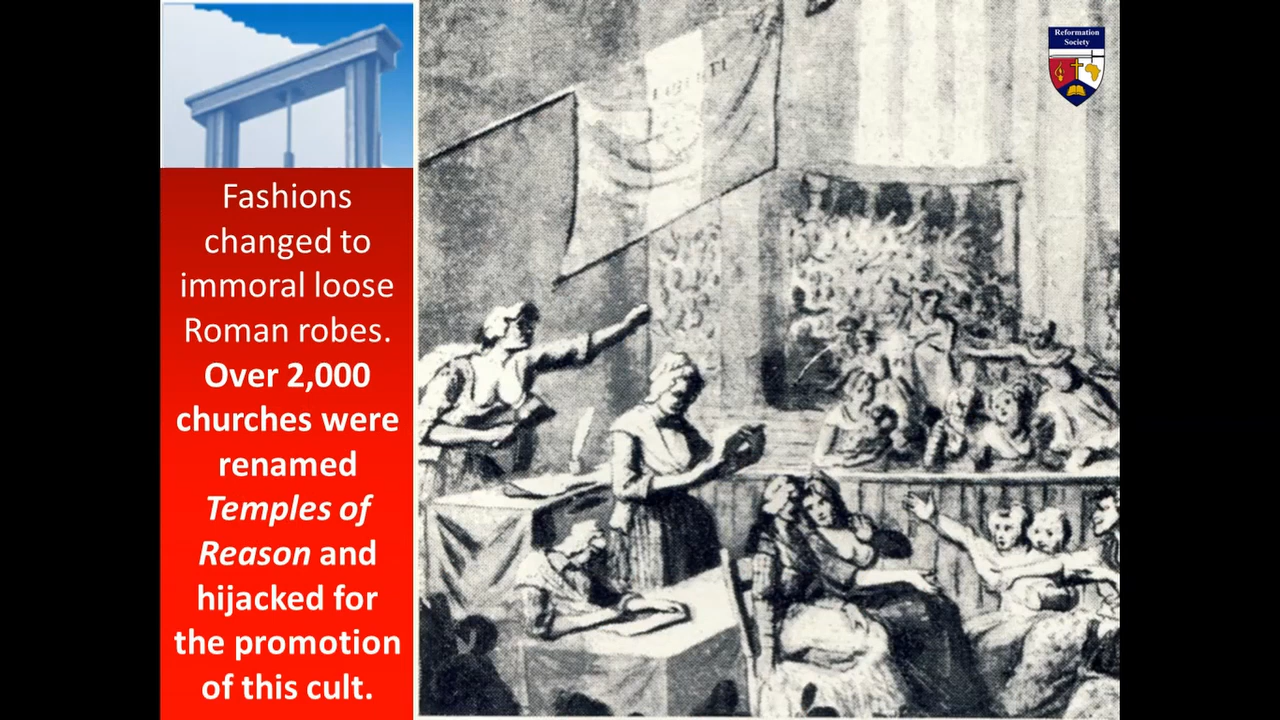 Reformation
Society
Fashions
changed to
immoral loose
Roman robes.
Over 2,000
churches were
renamed
Temples of
Reason and
hijacked for
the promotion
of this cult.